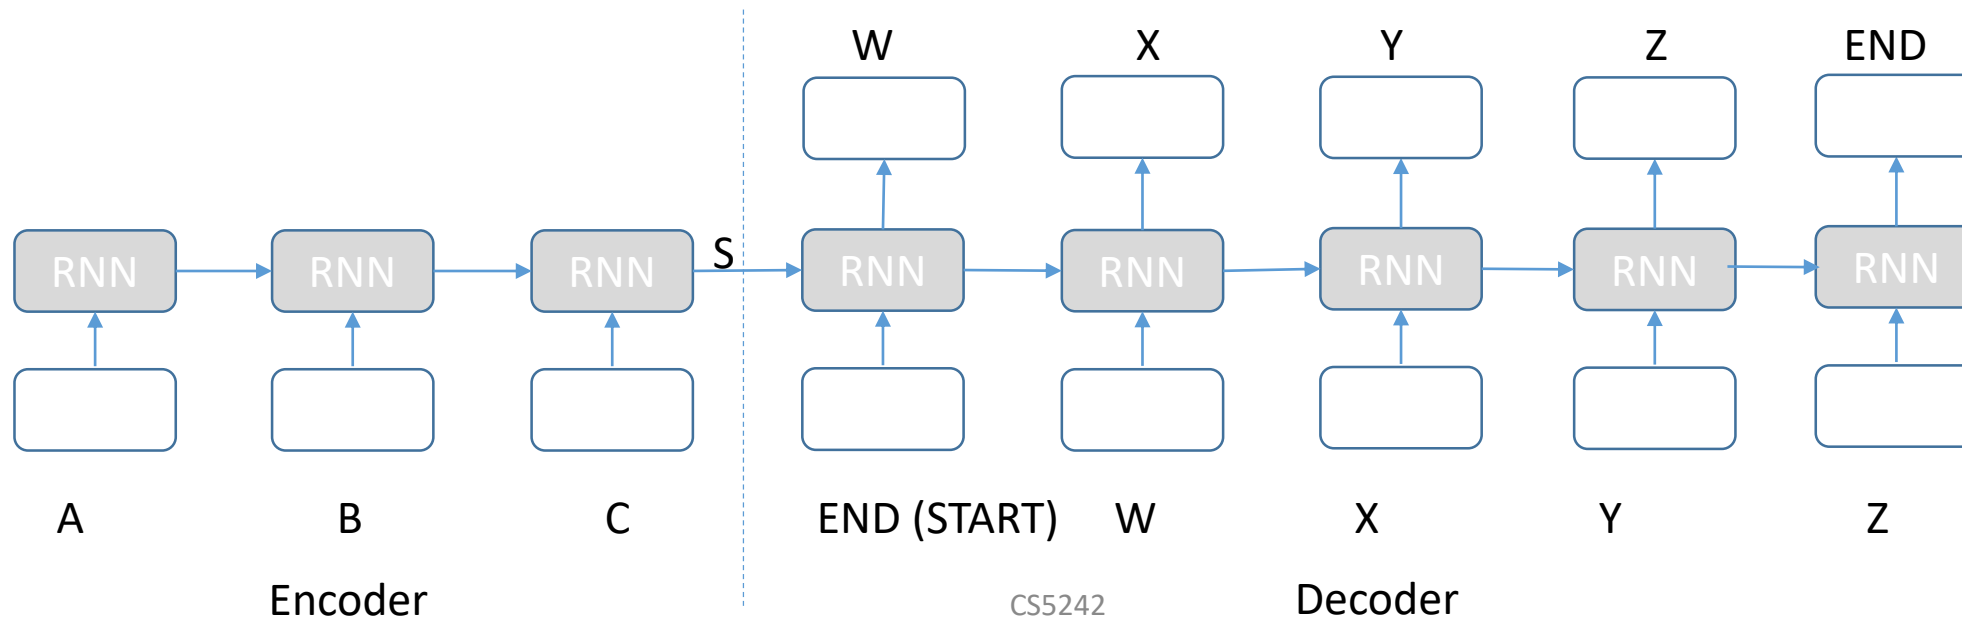 W X Y Z END
RNN RNN RNN S RNN RNN RNN RNN RNN
A B C END (START) W X Y Z
Encoder CS5242 Decoder